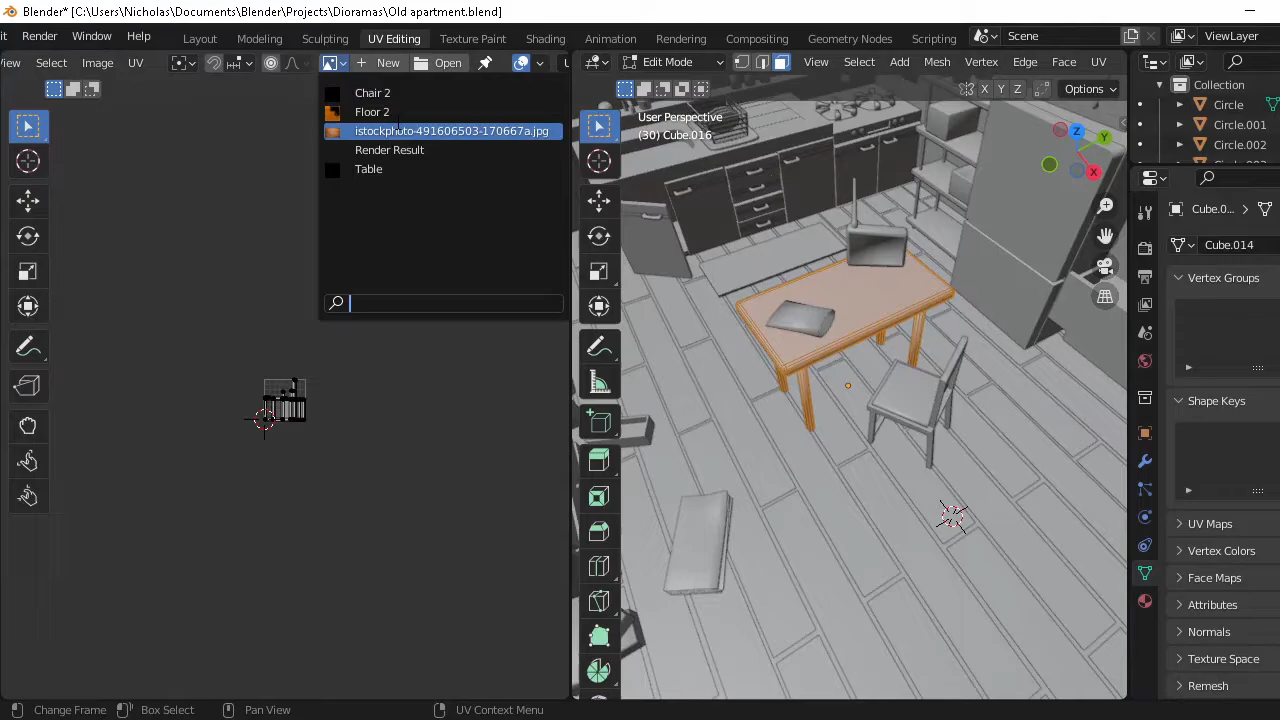 Blender* [C:\Users\Nicholas\Documents\Blender\Projects\Dioramas\Old apartment.blend]
it Render Window Help Layout Modeling Sculpting UV Editing Texture Paint Shading Animation Rendering Compositing Geometry Nodes Scripting Scene ViewLayer
iew Select Image UV New Open U Edit Mode View Select Add Mesh Vertex Edge Face UV Collection
X Y Z Options
Chair 2
Floor 2
istockphoto-491606503-170667a.jpg
Render Result
Table
User Perspective
(30) Cube.016
Z Y X
Circle
Circle.001
Circle.002
Cube.0...
Cube.014
Vertex Groups
Shape Keys
UV Maps
Vertex Colors
Face Maps
Attributes
Normals
Texture Space
Remesh
Change Frame Box Select Pan View UV Context Menu